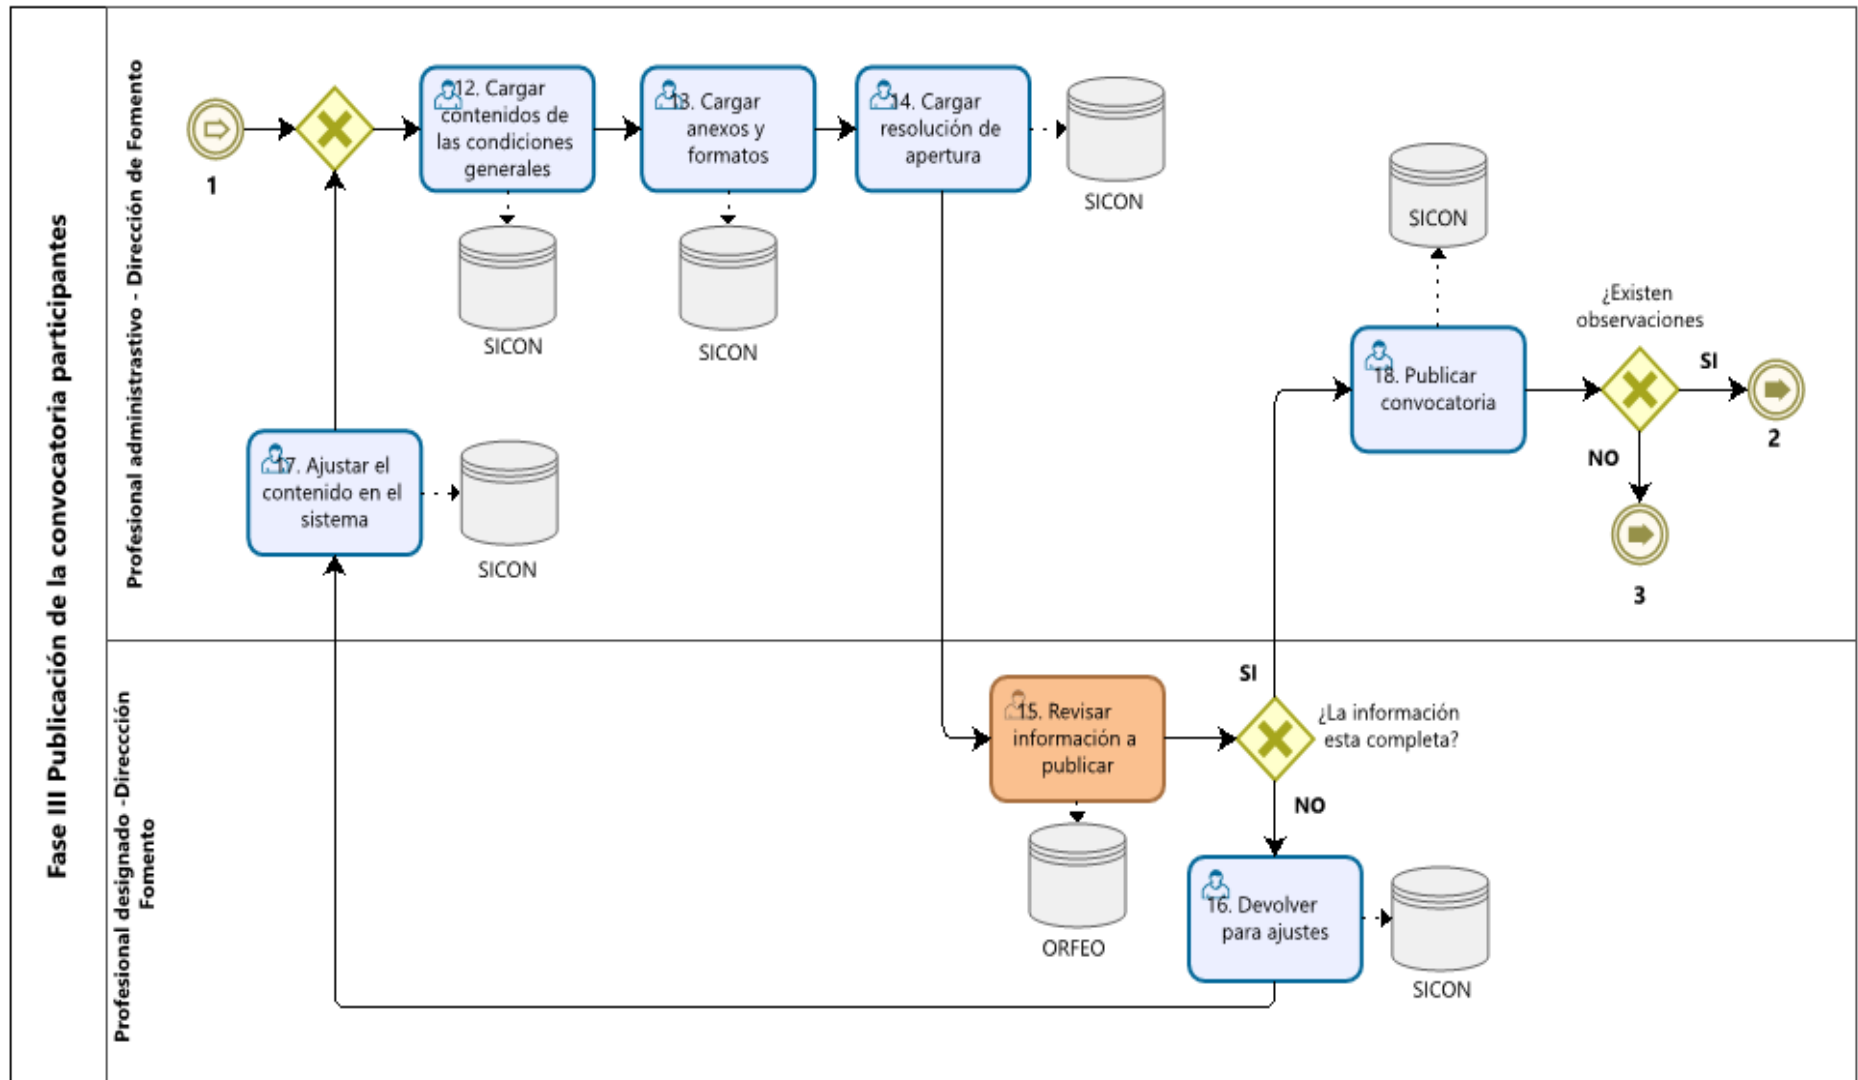 Fase III Publicación de la convocatoria participantes
Profesional administrastivo - Dirección de Fomento
1
12. Cargar
contenidos de
las condiciones
generales
SICON
13. Cargar
anexos y
formatos
SICON
14. Cargar
resolución de
apertura
SICON
17. Ajustar el
contenido en el
sistema
SICON
SICON
18. Publicar
convocatoria
¿Existen
observaciones
SI
2
NO
3
Profesional designado -Direccción
Fomento
15. Revisar
información a
publicar
ORFEO
SI
¿La información
esta completa?
NO
16. Devolver
para ajustes
SICON